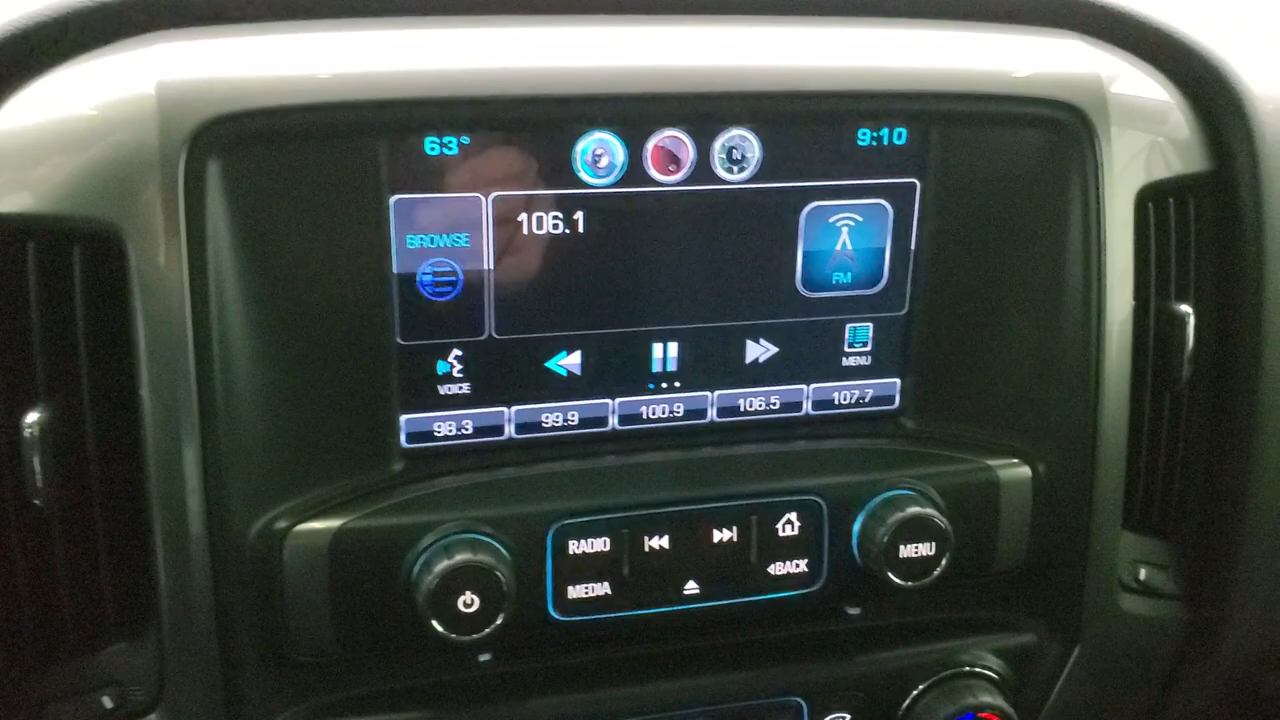 63° N 9:10
BROWSE
106.1
FM
VOICE
MENU
98.3 99.9 100.9 106.5 107.7
RADIO
MEDIA
BACK
MENU